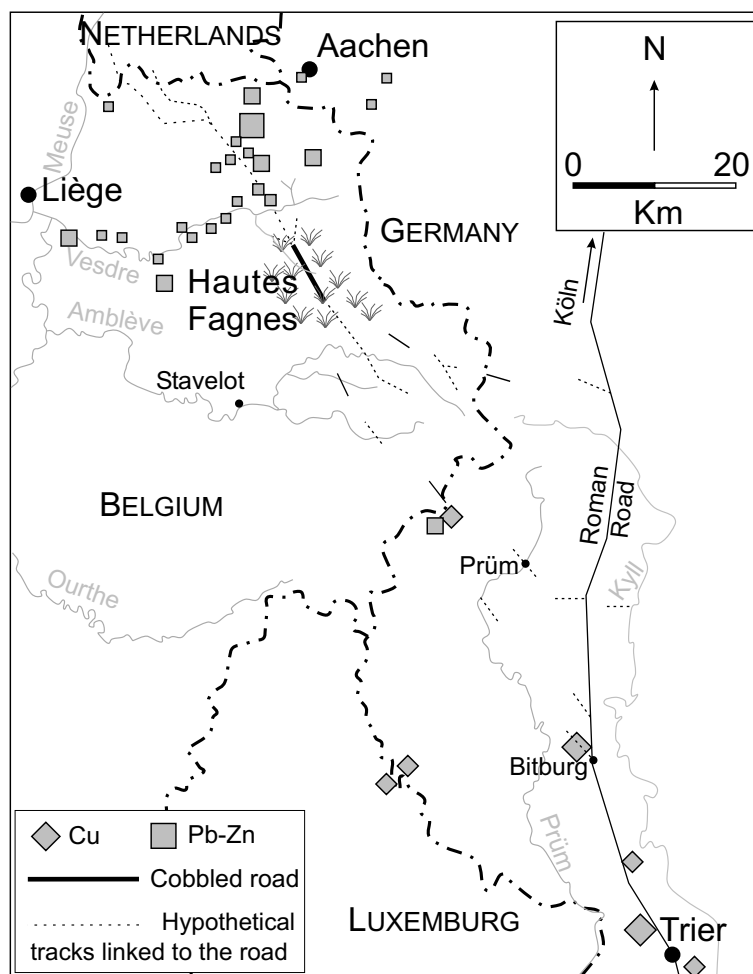 NETHERLANDS
Aachen
N
0 20
Km
Meuse
Liège
GERMANY
Vesdre
Hautes
Fagnes
Köln
Amblève
Stavelot
BELGIUM
Roman
Road
Prüm
Kyll
Ourthe
Bitburg
Prüm
Cu
Pb-Zn
Cobbled road
Hypothetical
tracks linked to the road
LUXEMBURG
Trier